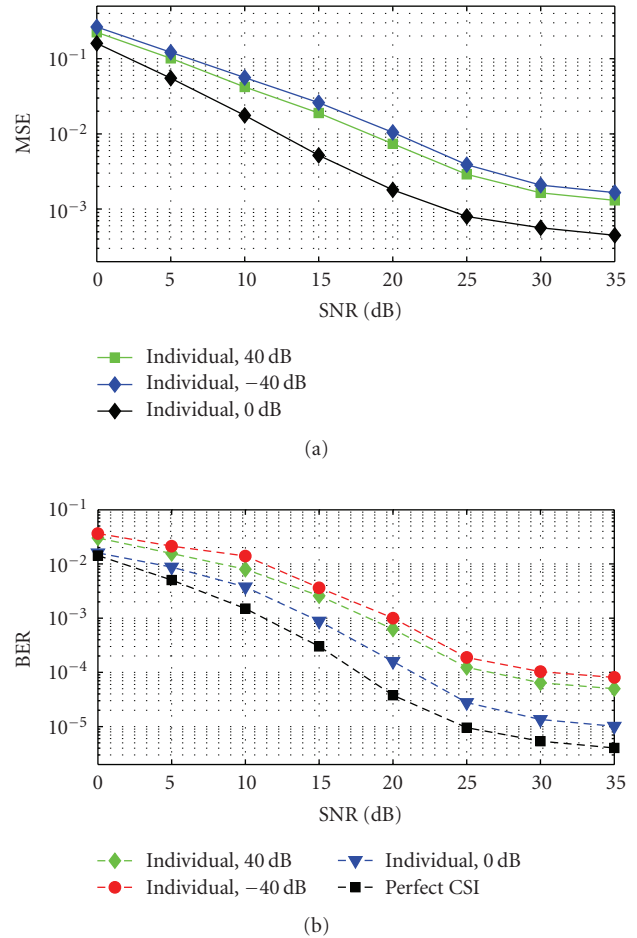 10⁻¹
10⁻²
10⁻³
MSE
0 5 10 15 20 25 30 35
SNR (dB)
Individual, 40 dB
Individual, −40 dB
Individual, 0 dB
(a)
10⁻¹
10⁻²
10⁻³
10⁻⁴
10⁻⁵
BER
0 5 10 15 20 25 30 35
SNR (dB)
Individual, 40 dB
Individual, −40 dB
Individual, 0 dB
Perfect CSI
(b)